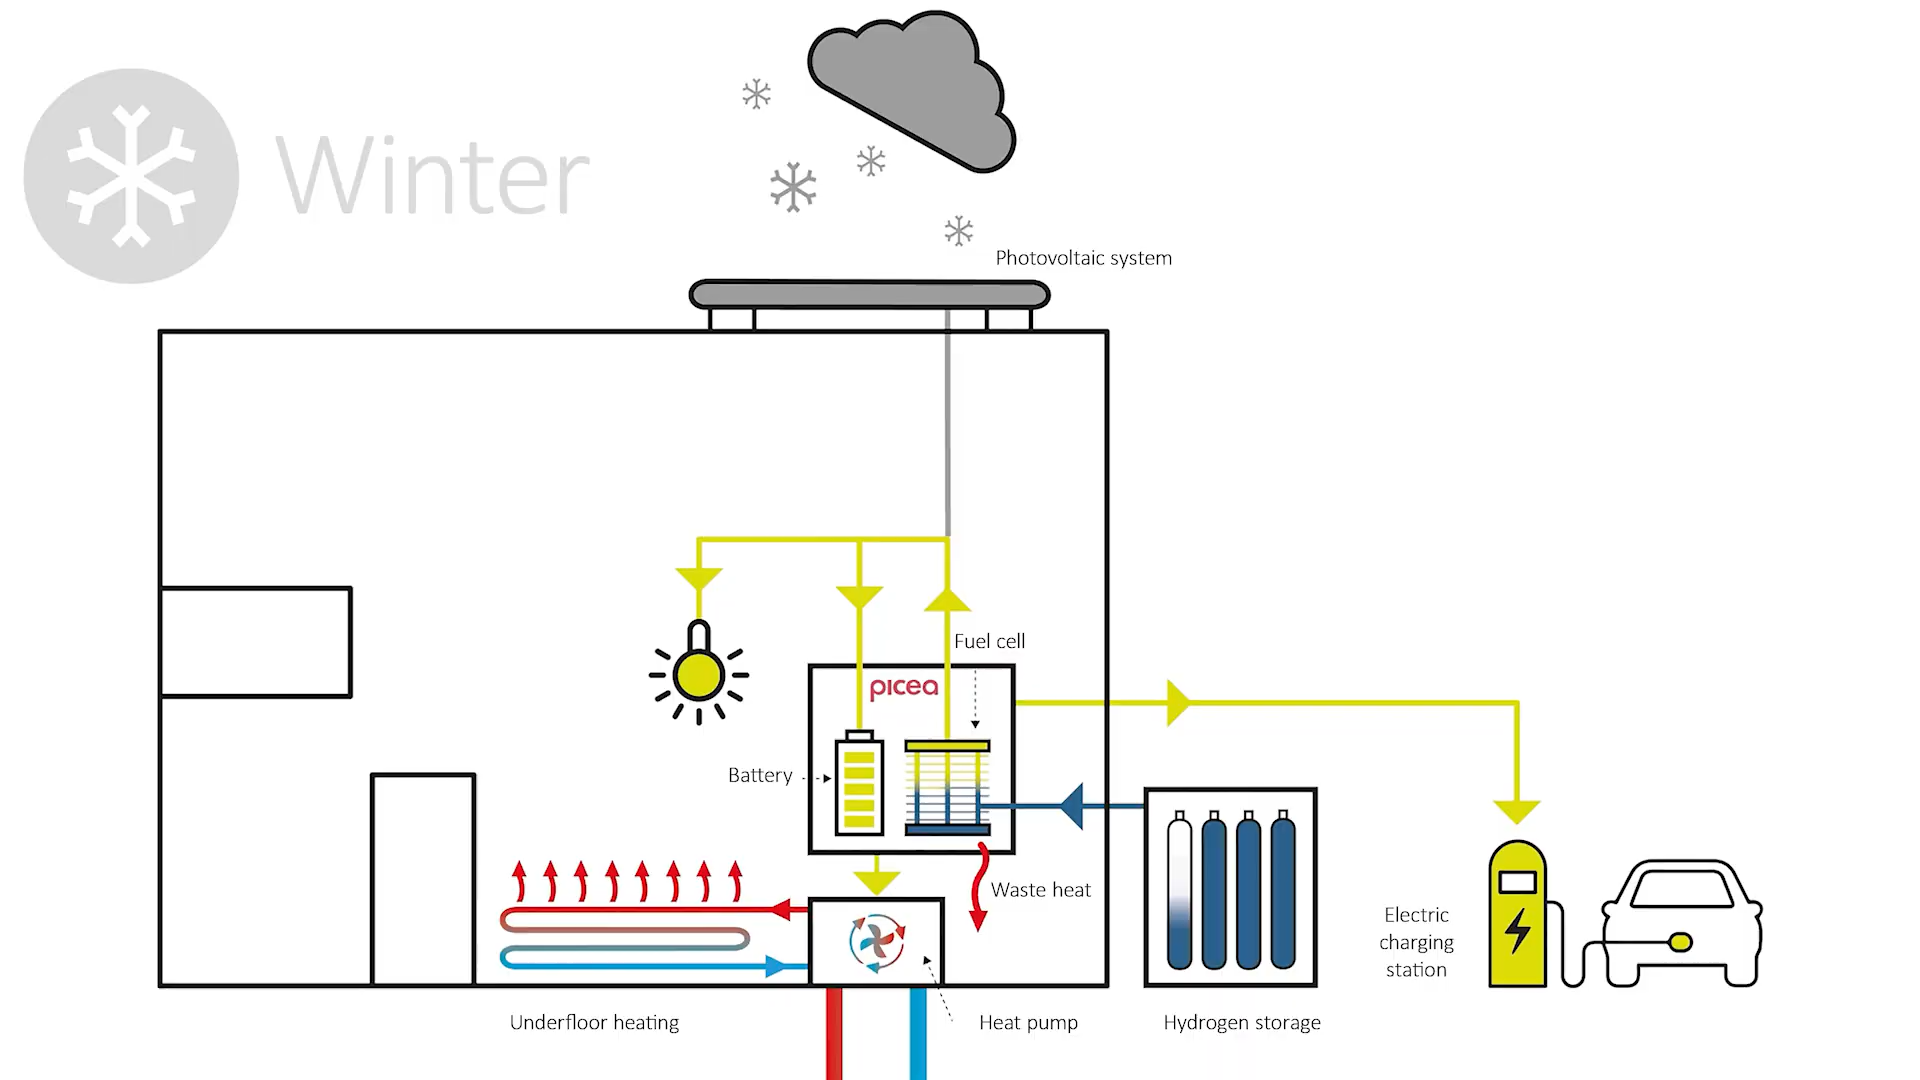 Winter
Photovoltaic system
Fuel cell
picea
Battery
Waste heat
Electric
charging
station
Underfloor heating
Heat pump
Hydrogen storage